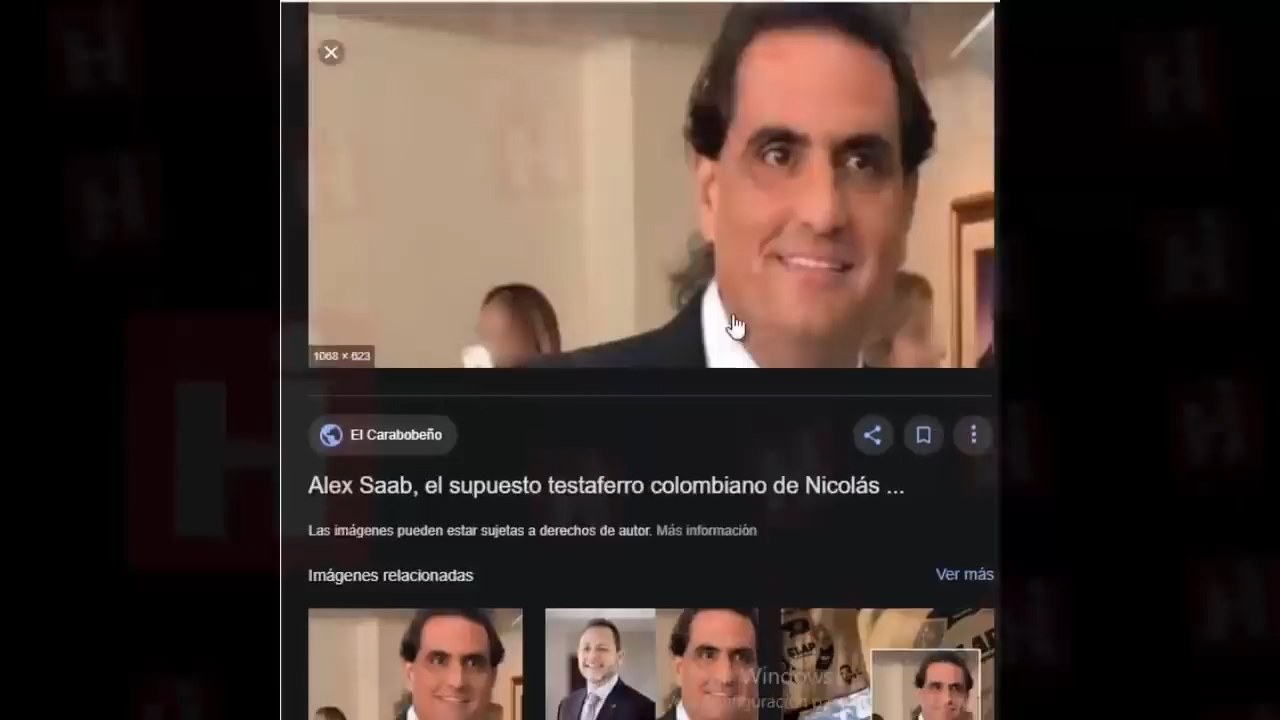 1068 × 623
El Carabobeño
Alex Saab, el supuesto testaferro colombiano de Nicolás ...
Las imágenes pueden estar sujetas a derechos de autor. Más información
Imágenes relacionadas
Ver más
CLAP
Windows